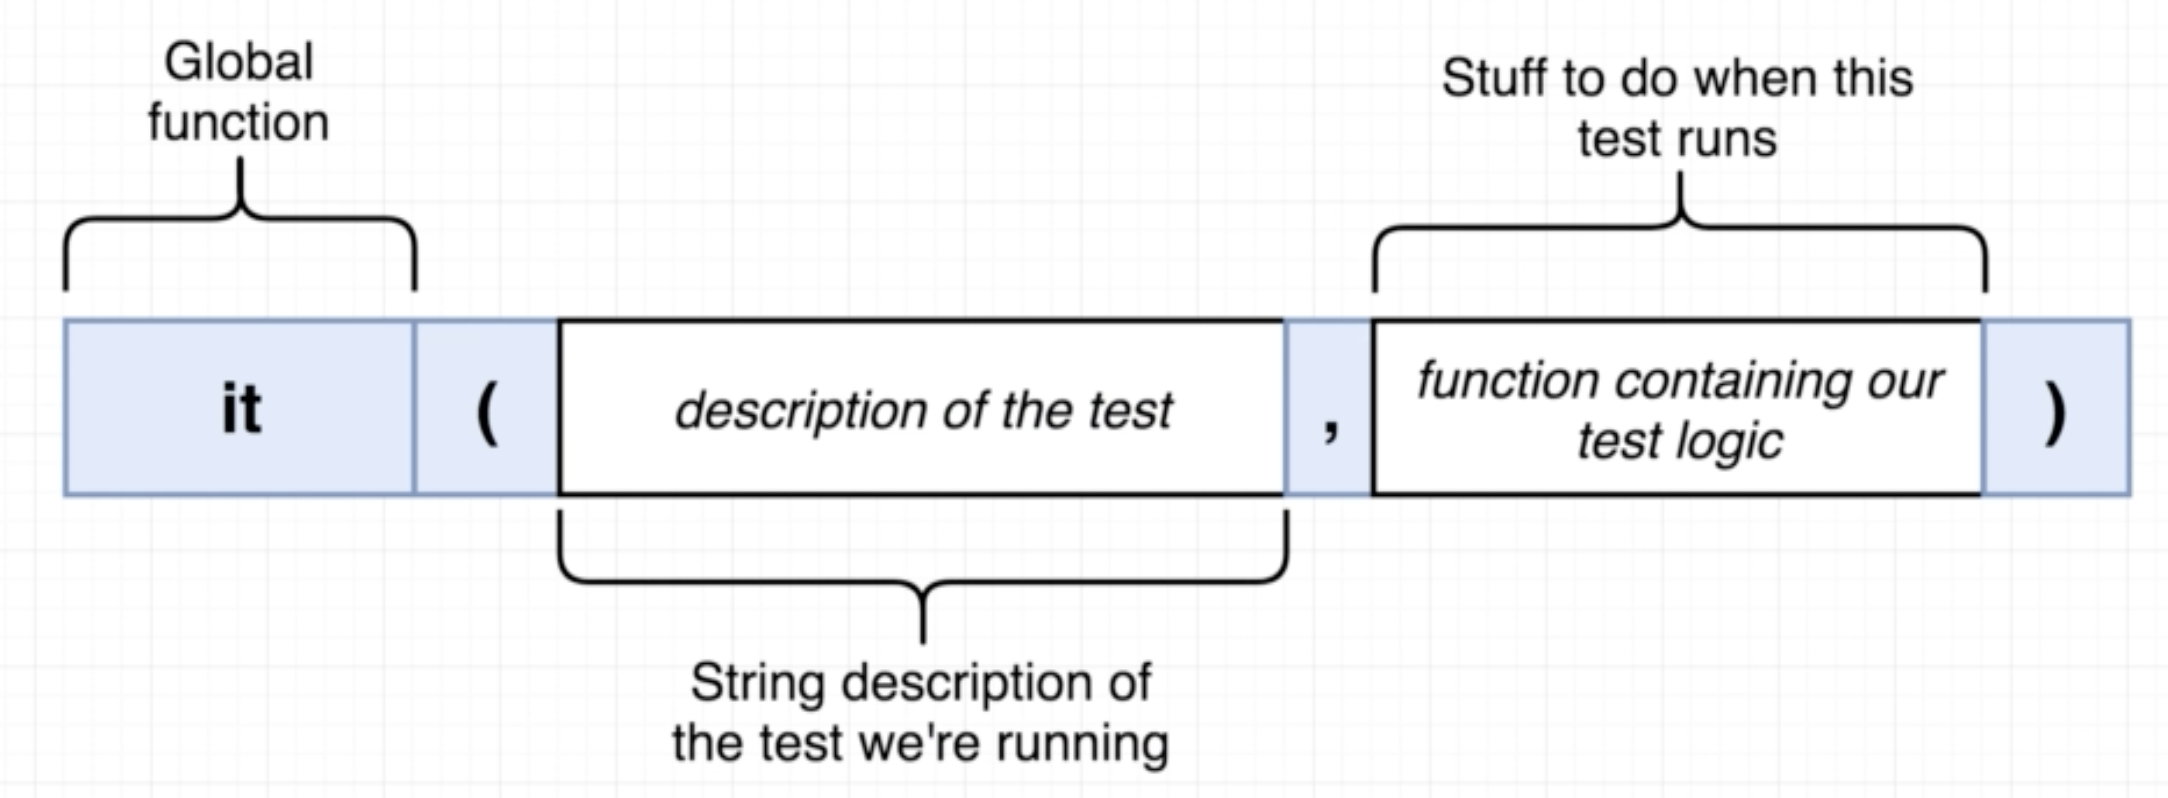 Global
function
Stuff to do when this
test runs
it ( description of the test , function containing our
test logic )
String description of
the test we're running